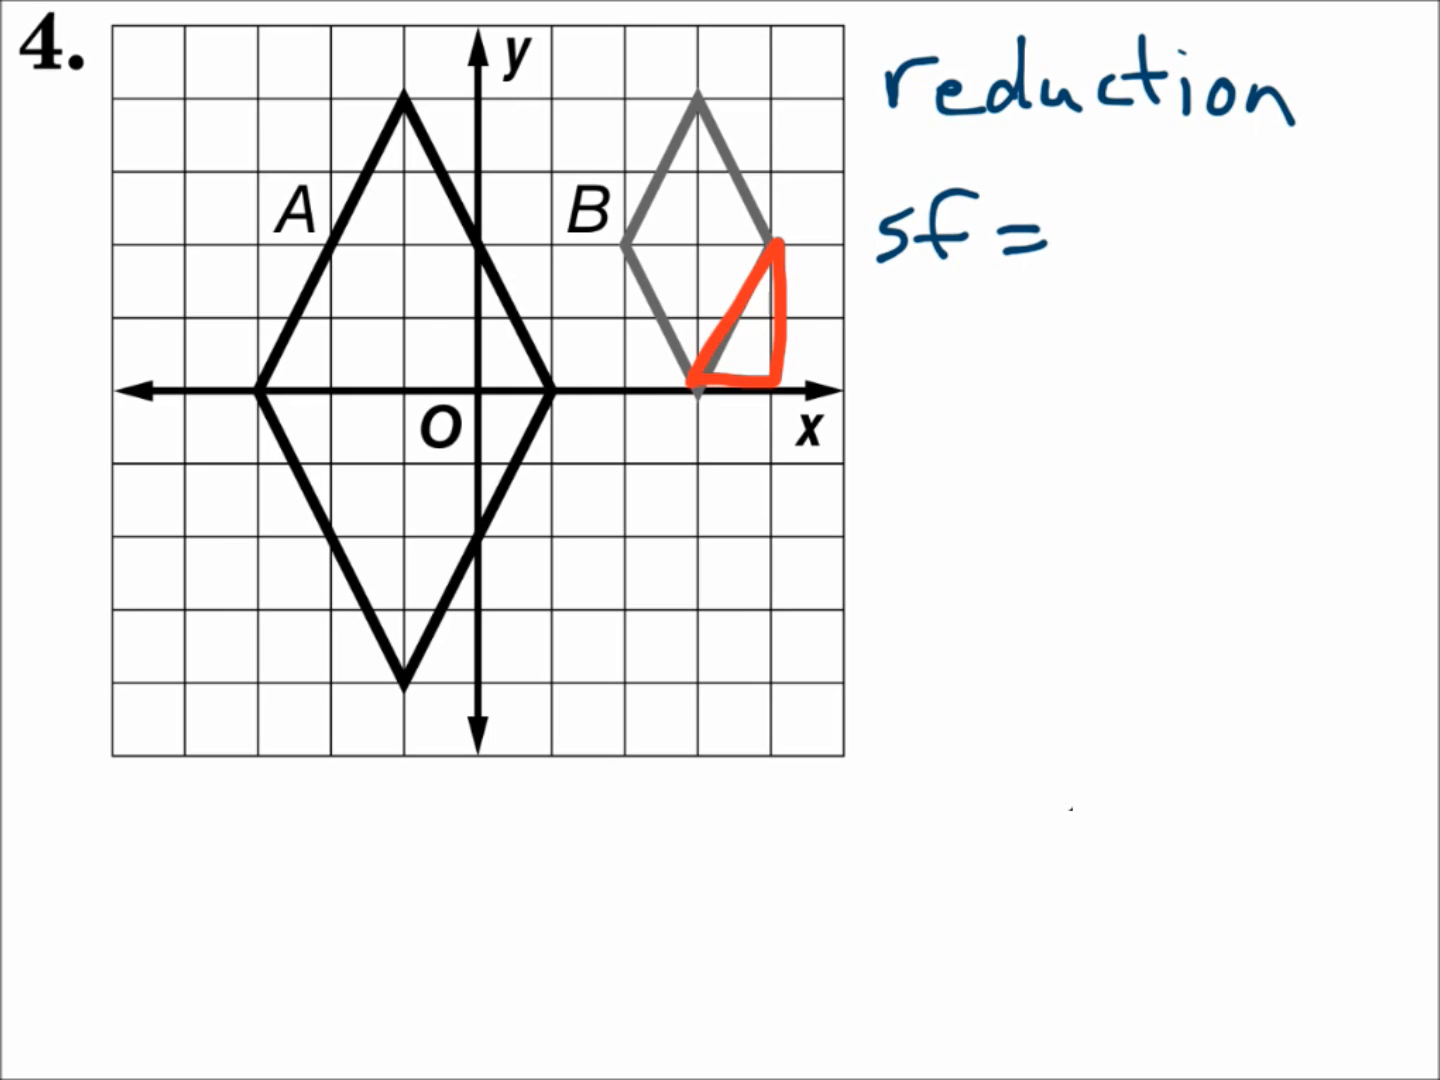 4.
y
reduction
A
B
sf =
O
x